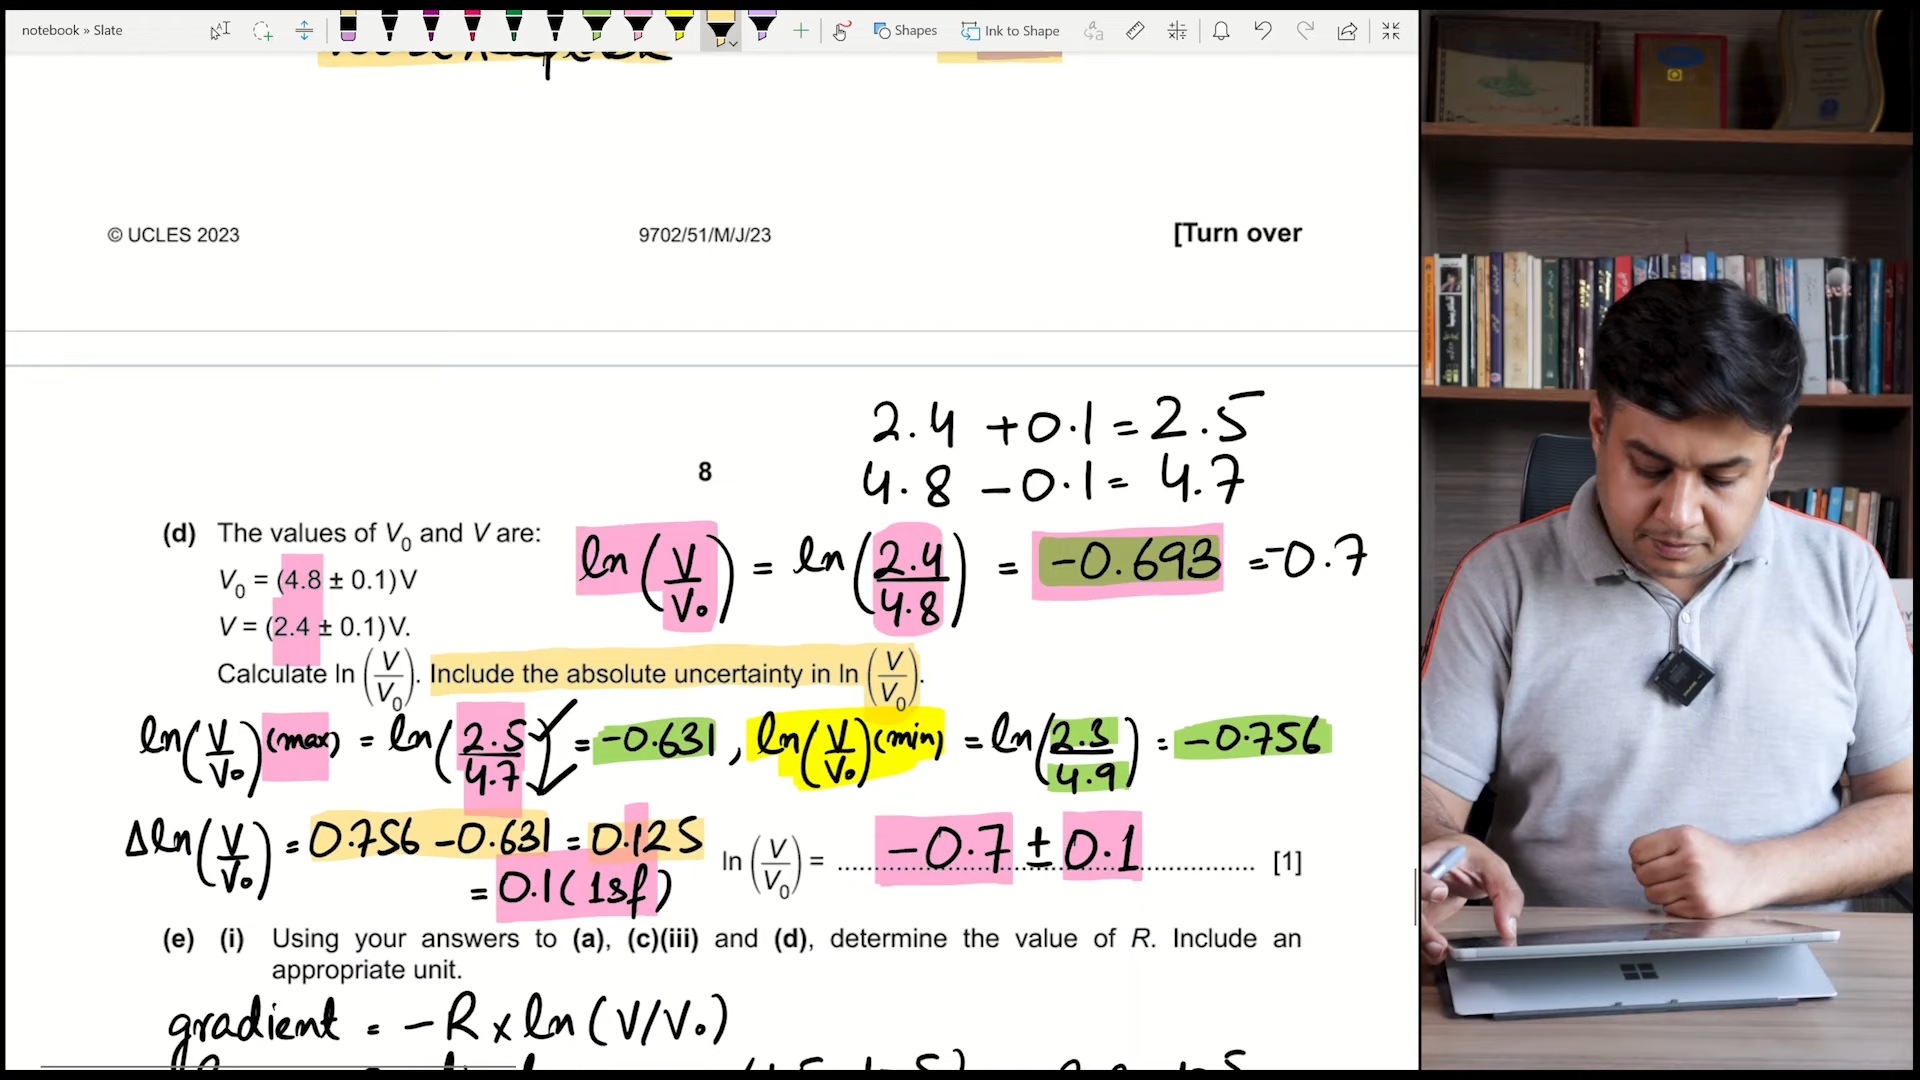 notebook » Slate
Shapes
Ink to Shape
© UCLES 2023
9702/51/M/J/23
[Turn over
2.4 +0.1 = 2.5
4.8 -0.1 = 4.7
8
(d) The values of V₀ and V are:
V₀ = (4.8 ± 0.1) V
V = (2.4 ± 0.1) V.
ln(V/V₀) = ln(2.4/4.8) = -0.693 = -0.7
Calculate ln (V/V₀). Include the absolute uncertainty in ln (V/V₀).
ln(V/V₀)(max) = ln(2.5/4.7) = -0.631, ln(V/V₀)(min) = ln(2.3/4.9) = -0.756
Δln(V/V₀) = 0.756 -0.631 = 0.125
= 0.1 (1sf)
ln (V/V₀) = -0.7 ± 0.1 [1]
(e) (i) Using your answers to (a), (c)(iii) and (d), determine the value of R. Include an
appropriate unit.
gradient = -R x ln(V/V₀)